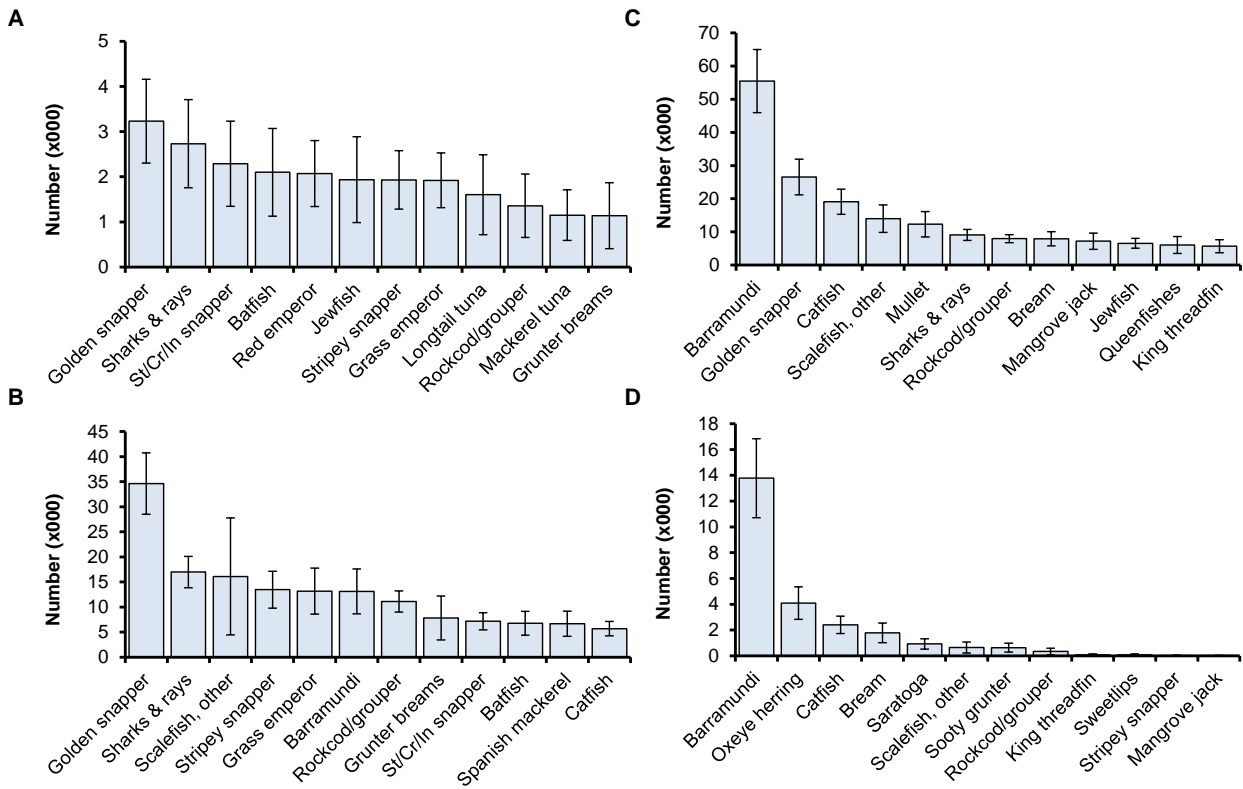 A
Number (x000)
5
4
3
2
1
0
Golden snapper
Sharks & rays
St/Cr/ln snapper
Batfish
Red emperor
Jewfish
Stripey snapper
Grass emperor
Longtail tuna
Rockcod/grouper
Mackerel tuna
Grunter breams
B
Number (x000)
45
40
35
30
25
20
15
10
5
0
Golden snapper
Sharks & rays
Scalefish, other
Stripey snapper
Grass emperor
Barramundi
Rockcod/grouper
Grunter breams
St/Cr/ln snapper
Batfish
Spanish mackerel
Catfish
C
Number (x000)
70
60
50
40
30
20
10
0
Barramundi
Golden snapper
Catfish
Scalefish, other
Mullet
Sharks & rays
Rockcod/grouper
Bream
Mangrove jack
Jewfish
Queenfishes
King threadfin
D
Number (x000)
18
16
14
12
10
8
6
4
2
0
Barramundi
Oxeye herring
Catfish
Bream
Saratoga
Scalefish, other
Sooty grunter
Rockcod/grouper
King threadfin
Sweetlips
Stripey snapper
Mangrove jack